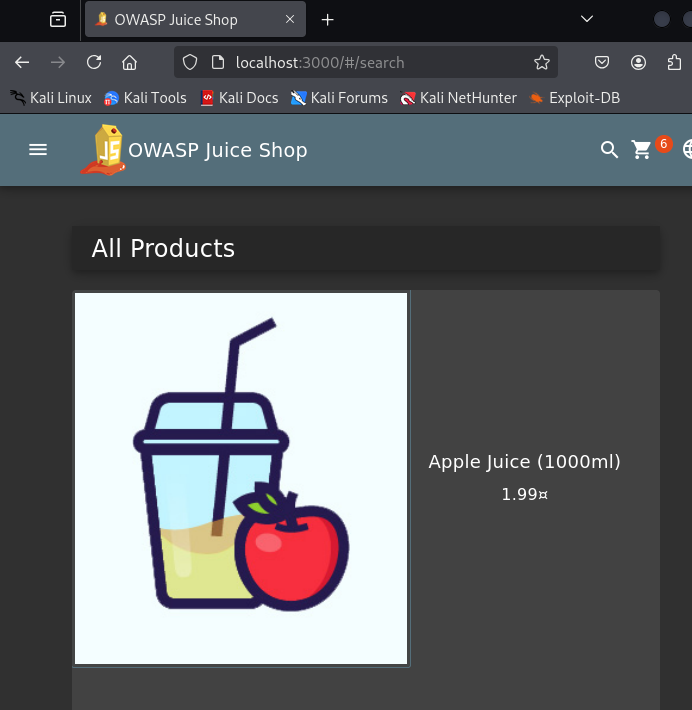 OWASP Juice Shop
localhost:3000/#/search
Kali Linux Kali Tools Kali Docs Kali Forums Kali NetHunter Exploit-DB
JS OWASP Juice Shop 6
All Products
Apple Juice (1000ml)
1.99¤